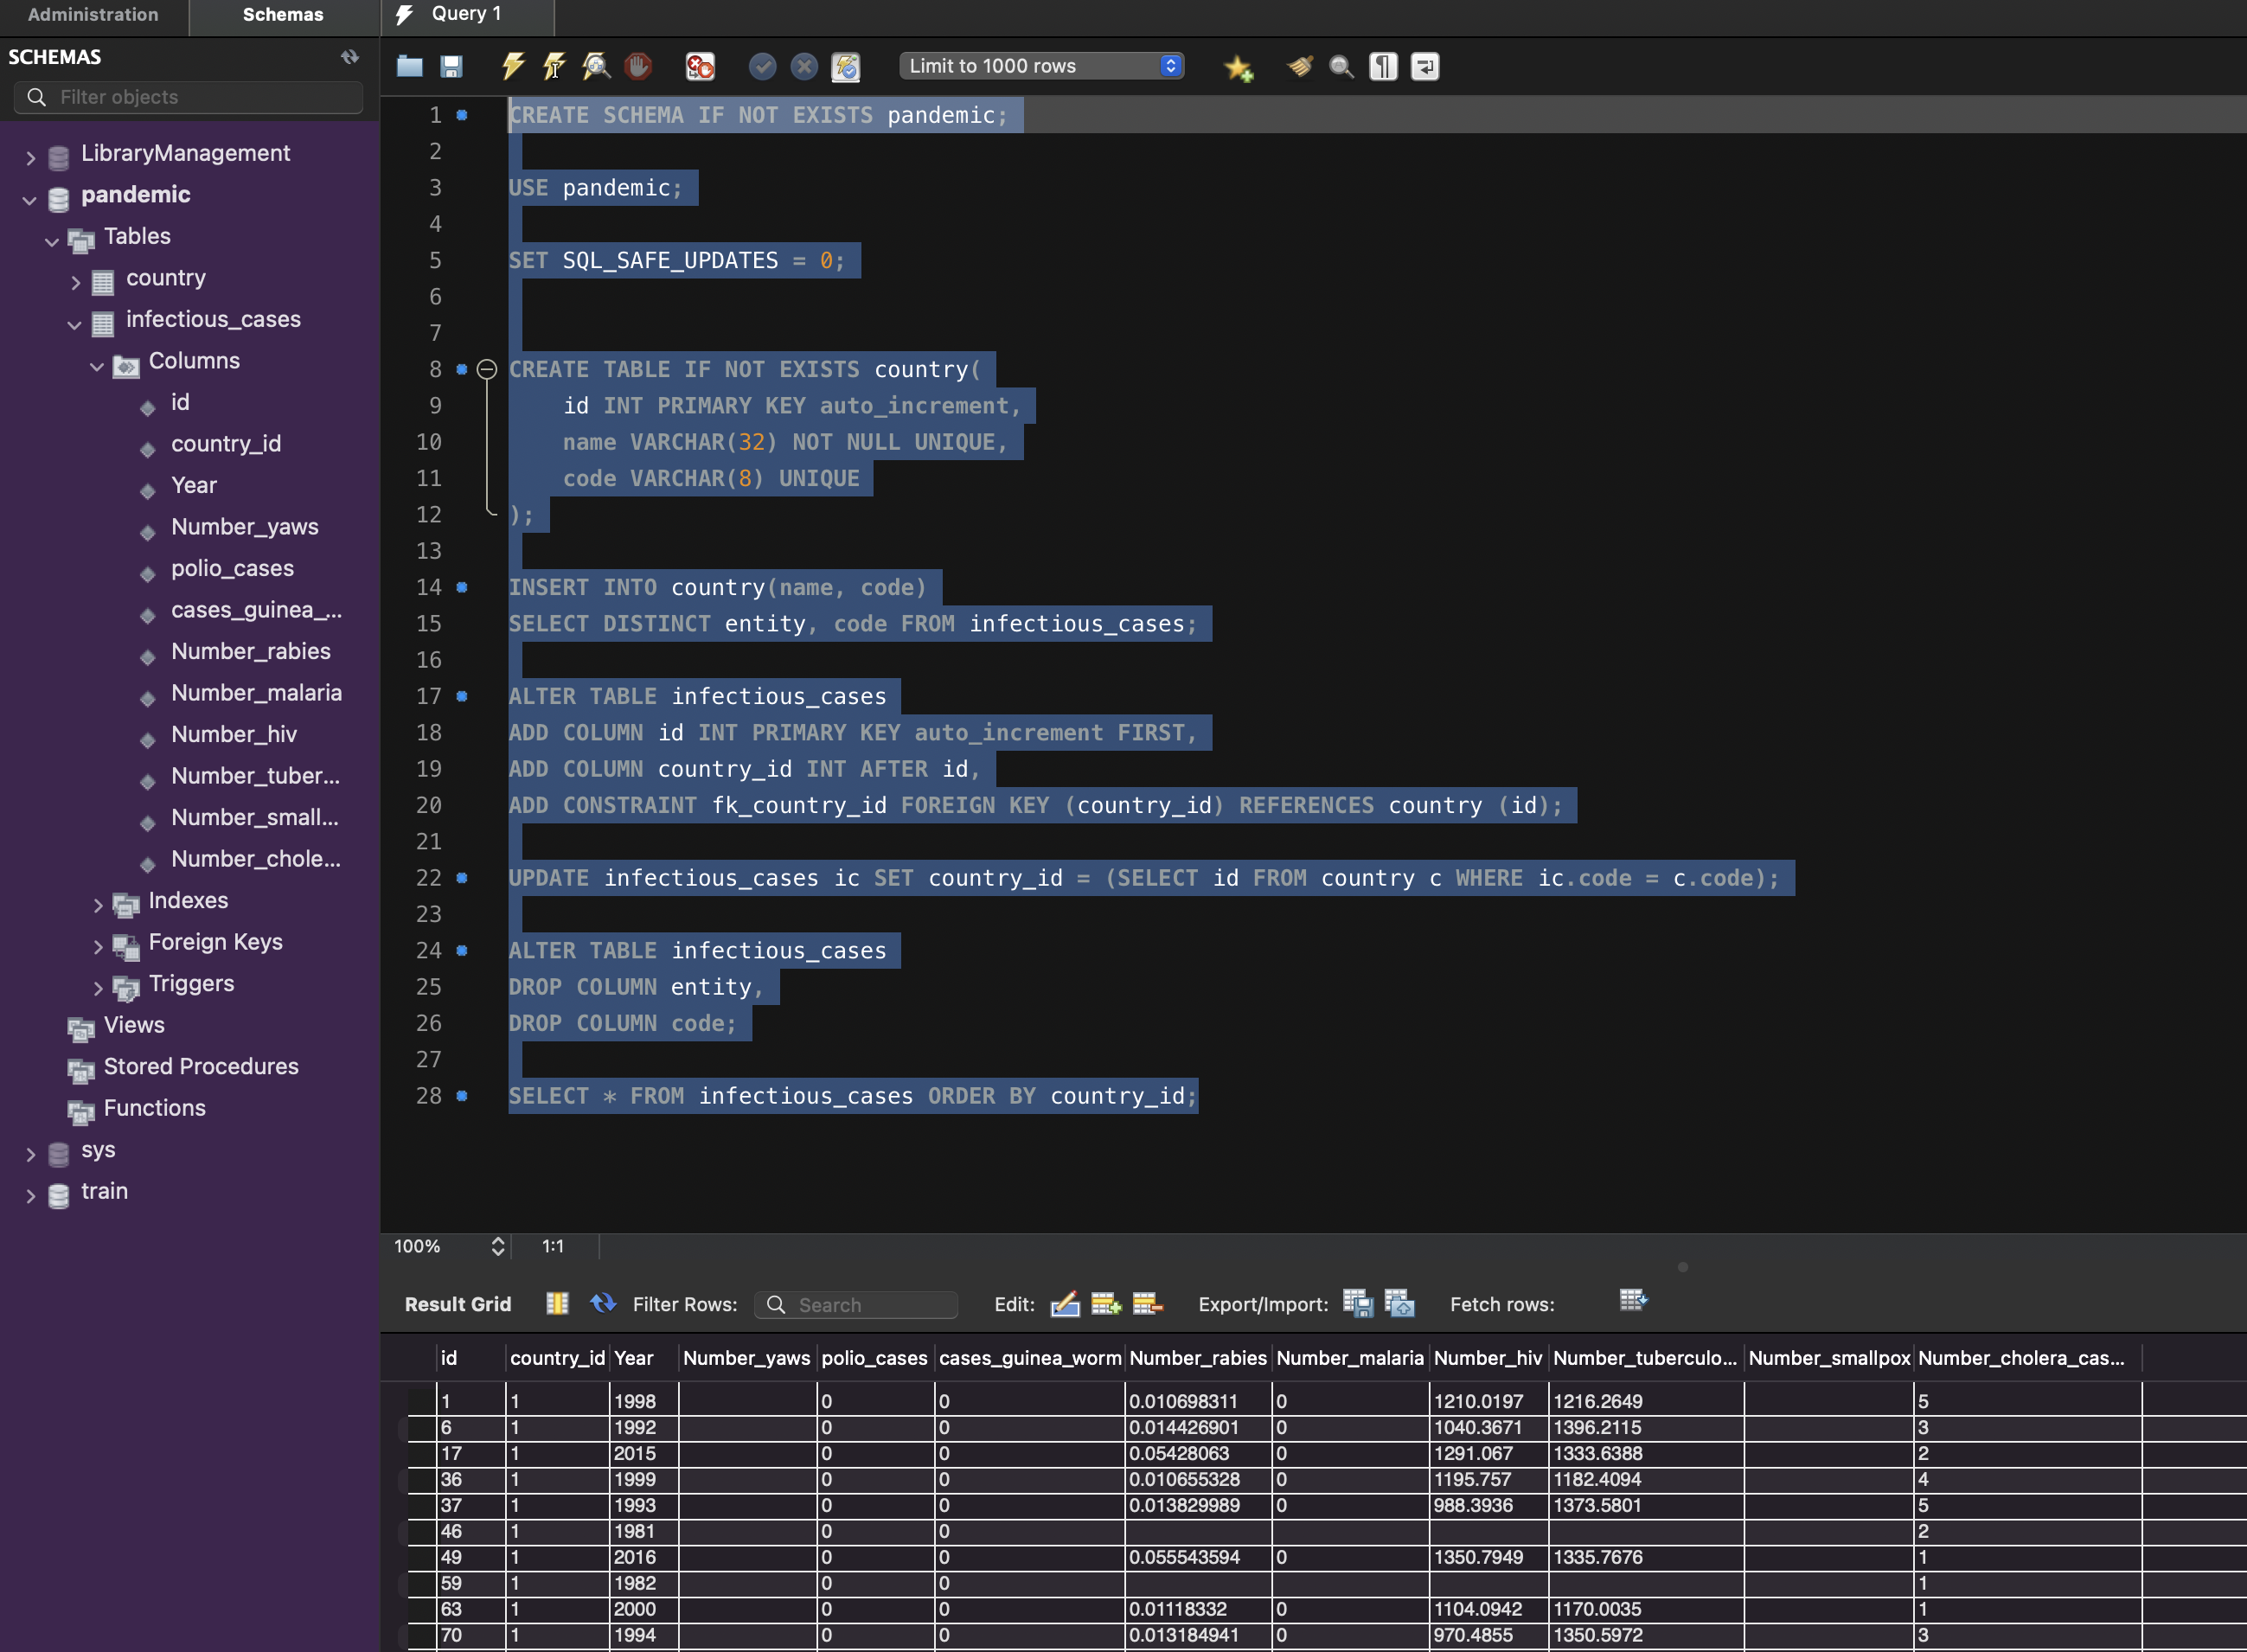 Administration
Schemas
Query 1
SCHEMAS
Filter objects
LibraryManagement
pandemic
Tables
country
infectious_cases
Columns
id
country_id
Year
Number_yaws
polio_cases
cases_guinea_...
Number_rabies
Number_malaria
Number_hiv
Number_tuber...
Number_small...
Number_chole...
Indexes
Foreign Keys
Triggers
Views
Stored Procedures
Functions
sys
train
Limit to 1000 rows
1 CREATE SCHEMA IF NOT EXISTS pandemic;
2
3 USE pandemic;
4
5 SET SQL_SAFE_UPDATES = 0;
6
7
8 CREATE TABLE IF NOT EXISTS country(
9 id INT PRIMARY KEY auto_increment,
10 name VARCHAR(32) NOT NULL UNIQUE,
11 code VARCHAR(8) UNIQUE
12 );
13
14 INSERT INTO country(name, code)
15 SELECT DISTINCT entity, code FROM infectious_cases;
16
17 ALTER TABLE infectious_cases
18 ADD COLUMN id INT PRIMARY KEY auto_increment FIRST,
19 ADD COLUMN country_id INT AFTER id,
20 ADD CONSTRAINT fk_country_id FOREIGN KEY (country_id) REFERENCES country (id);
21
22 UPDATE infectious_cases ic SET country_id = (SELECT id FROM country c WHERE ic.code = c.code);
23
24 ALTER TABLE infectious_cases
25 DROP COLUMN entity,
26 DROP COLUMN code;
27
28 SELECT * FROM infectious_cases ORDER BY country_id;
100% 1:1
Result Grid Filter Rows: Search Edit: Export/Import: Fetch rows:
id country_id Year Number_yaws polio_cases cases_guinea_worm Number_rabies Number_malaria Number_hiv Number_tuberculo... Number_smallpox Number_cholera_cas...
1 1 1998 0 0 0.010698311 0 1210.0197 1216.2649 5
6 1 1992 0 0 0.014426901 0 1040.3671 1396.2115 3
17 1 2015 0 0 0.05428063 0 1291.067 1333.6388 2
36 1 1999 0 0 0.010655328 0 1195.757 1182.4094 4
37 1 1993 0 0 0.013829989 0 988.3936 1373.5801 5
46 1 1981 0 0 2
49 1 2016 0 0 0.055543594 0 1350.7949 1335.7676 1
59 1 1982 0 0 1
63 1 2000 0 0 0.01118332 0 1104.0942 1170.0035 1
70 1 1994 0 0 0.013184941 0 970.4855 1350.5972 3